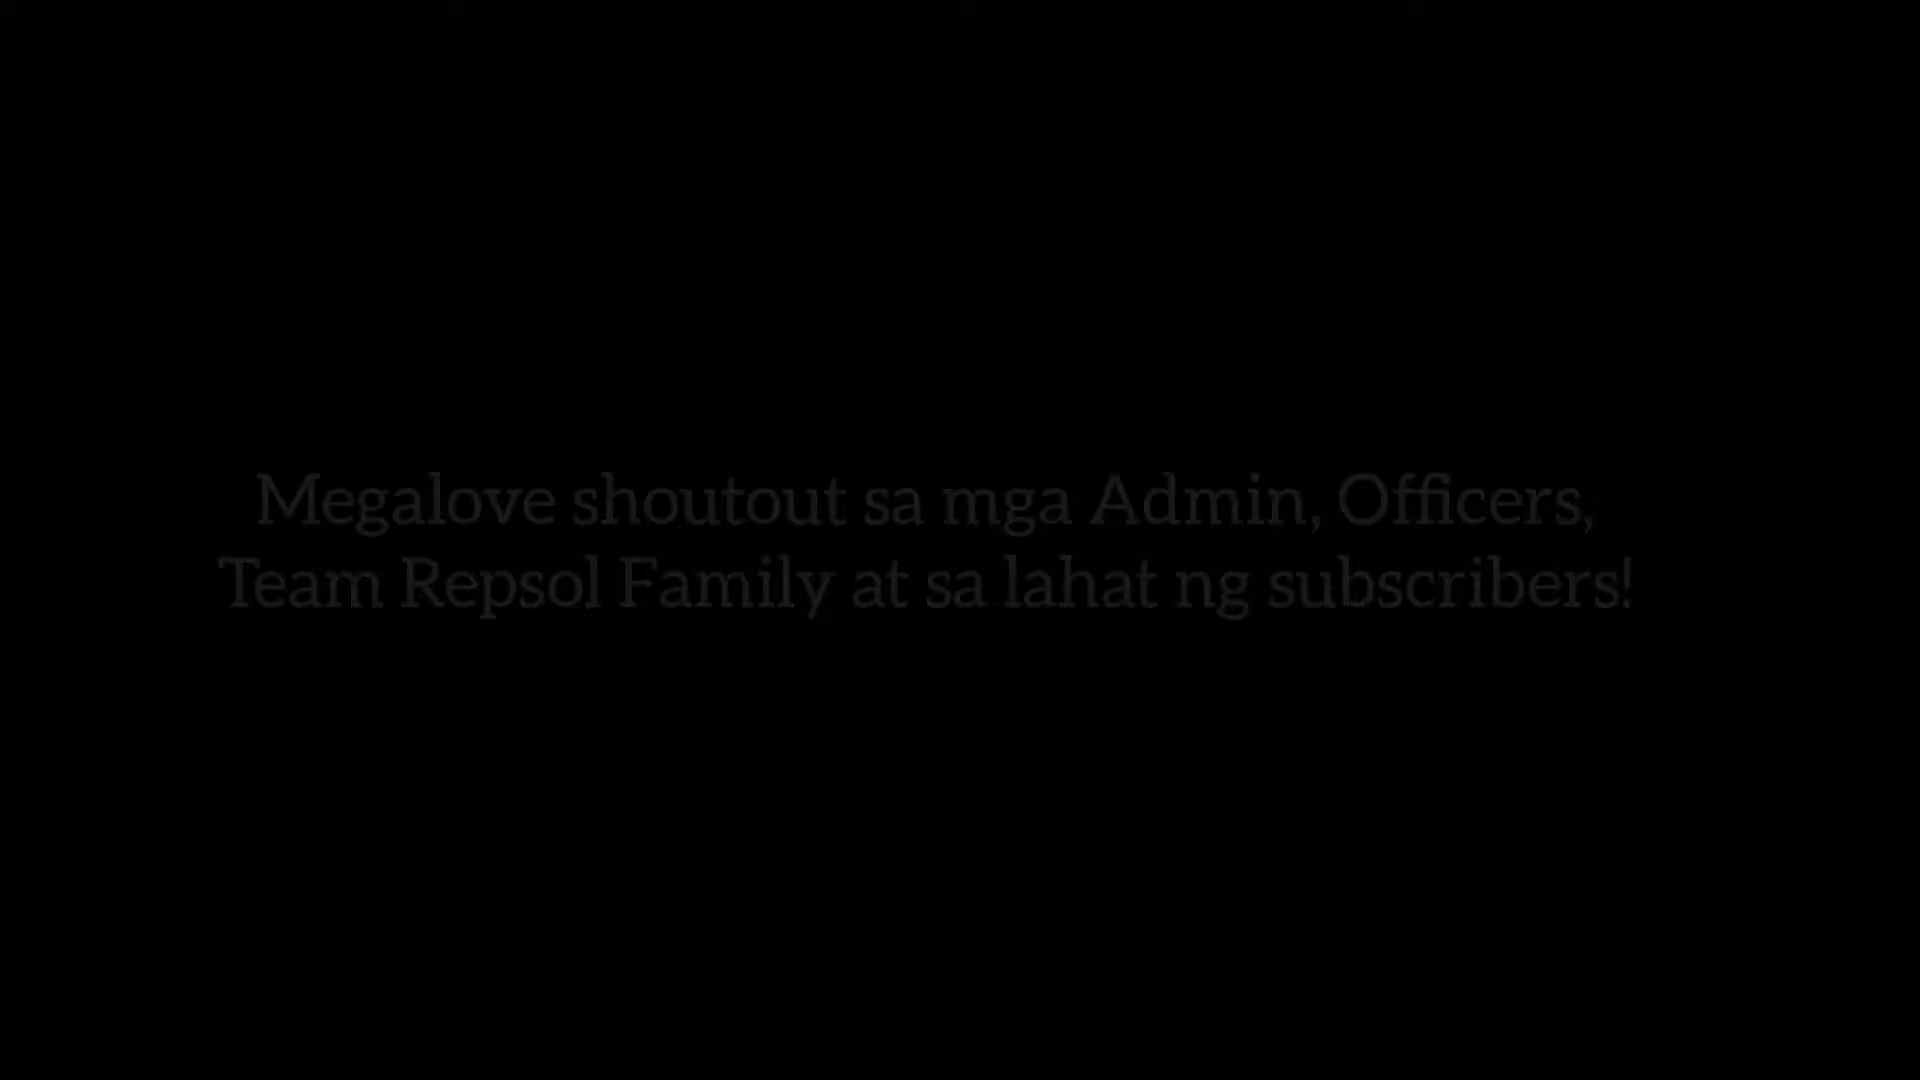 Megalove shoutout sa mga Admin, Officers,
Team Repsol Family at sa lahat ng subscribers!